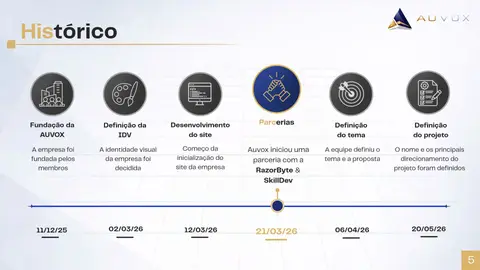 Histórico
AUVOX
Fundação da
AUVOX
A empresa foi
fundada pelos
membros
Definição da
IDV
A identidade visual
da empresa foi
decidida
Desenvolvimento
do site
Começo da
inicialização do
site da empresa
Parcerias
Auvox iniciou uma
parceria com a
RazorByte &
SkillDev
Definição
do tema
A equipe definiu o
tema e a proposta
Definição
do projeto
O nome e os principais
direcionamento do
projeto foram definidos
11/12/25
02/03/26
12/03/26
21/03/26
06/04/26
20/05/26
5